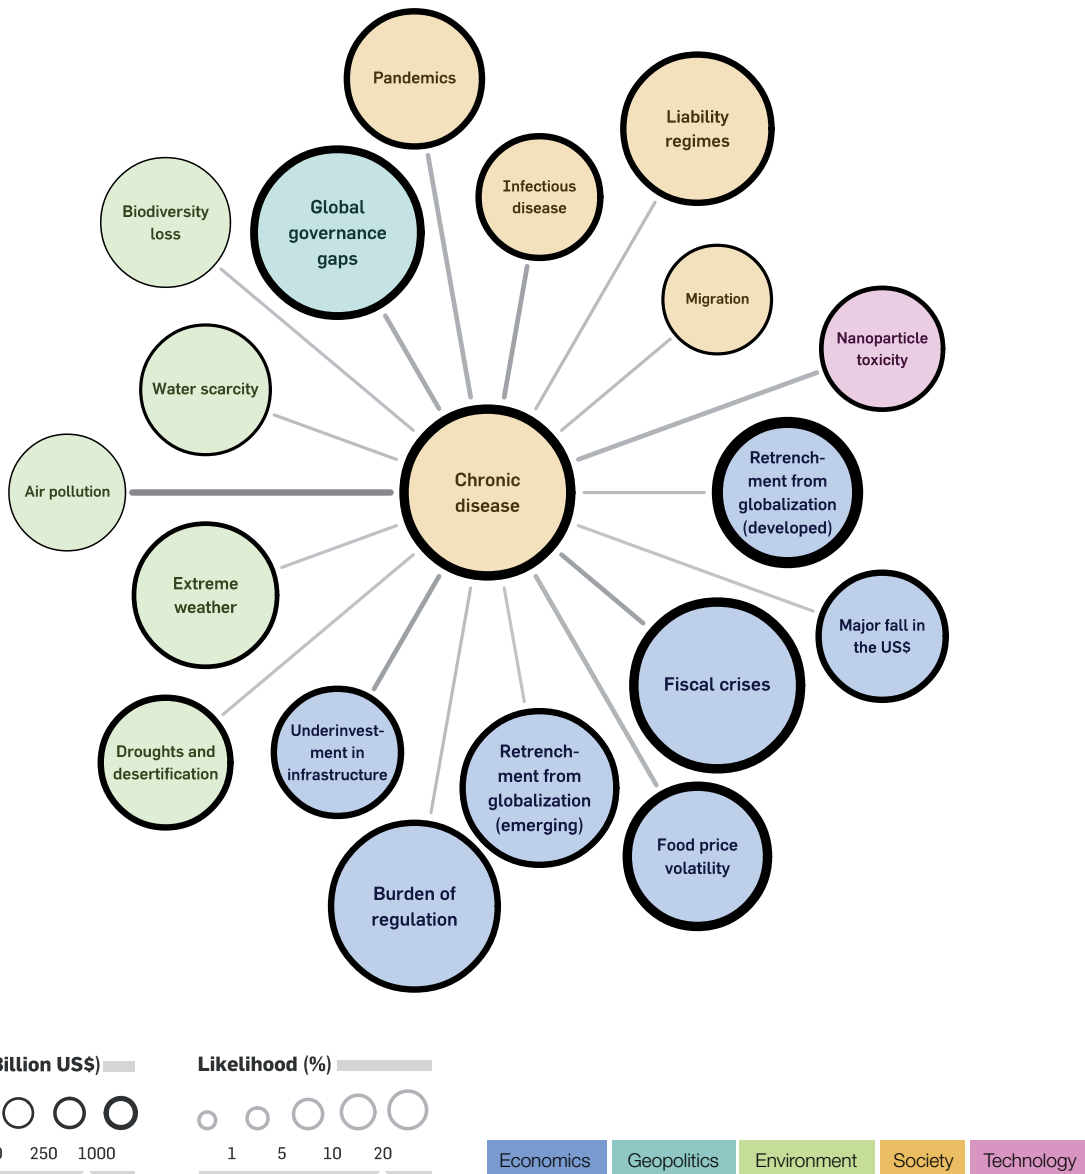 Pandemics
Liability
regimes
Infectious
disease
Biodiversity
loss
Global
governance
gaps
Migration
Nanoparticle
toxicity
Water scarcity
Retrench-
ment from
globalization
(developed)
Chronic
disease
Air pollution
Extreme
weather
Major fall in
the US$
Fiscal crises
Droughts and
desertification
Underinvest-
ment in
infrastructure
Retrench-
ment from
globalization
(emerging)
Food price
volatility
Burden of
regulation
Billion US$)
Likelihood (%)
250 1000
1 5 10 20
Economics Geopolitics Environment Society Technology